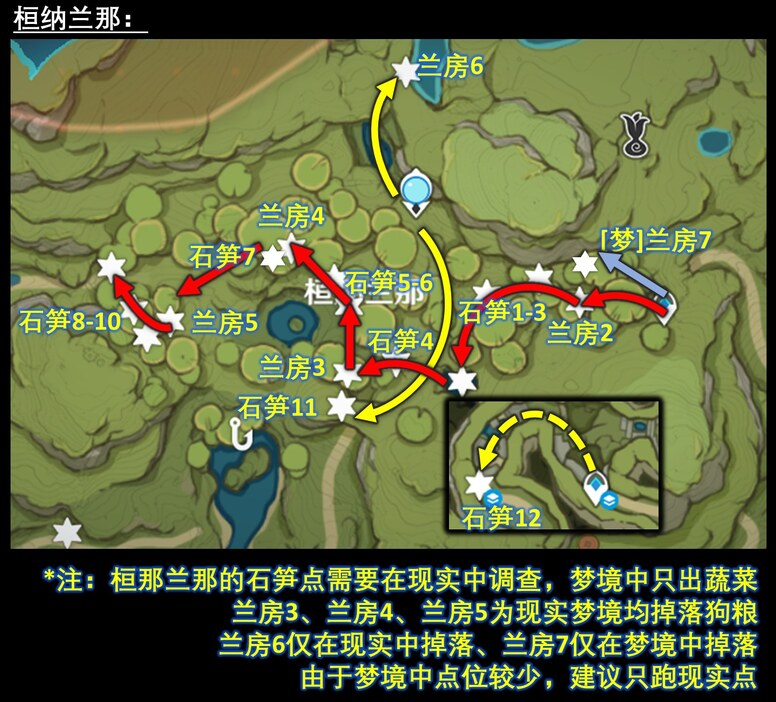 桓纳兰那：
兰房6
[梦]兰房7
兰房4
石笋7
石笋5-6
桓那兰那
石笋1-3
石笋8-10
兰房5
兰房2
石笋4
兰房3
石笋11
石笋12
*注：桓那兰那的石笋点需要在现实中调查，梦境中只出蔬菜
兰房3、兰房4、兰房5为现实梦境均掉落狗粮
兰房6仅在现实中掉落、兰房7仅在梦境中掉落
由于梦境中点位较少，建议只跑现实点